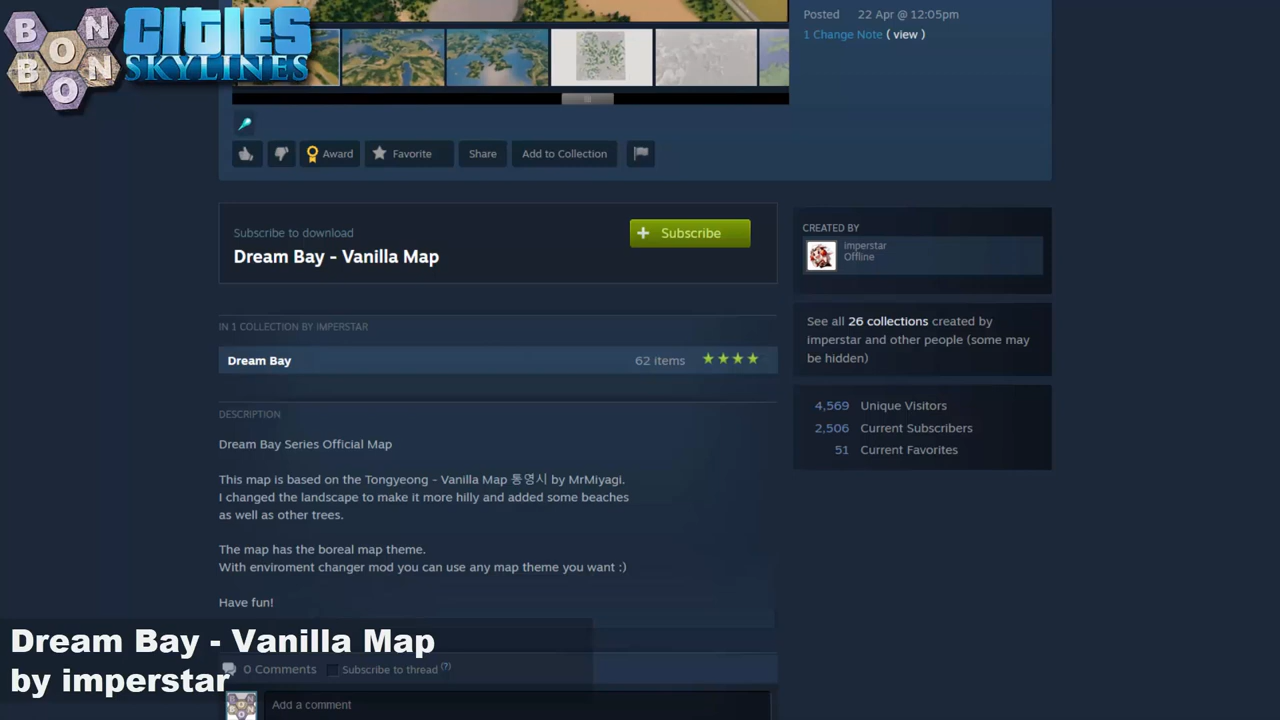 BON
BON
BO
CITIES
SKYLINES
Posted 22 Apr @ 12:05pm
1 Change Note ( view )
Award
Favorite
Share
Add to Collection
Subscribe to download
Dream Bay - Vanilla Map
+ Subscribe
CREATED BY
imperstar
Offline
IN 1 COLLECTION BY IMPERSTAR
Dream Bay 62 items
See all 26 collections created by
imperstar and other people (some may
be hidden)
4,569 Unique Visitors
2,506 Current Subscribers
51 Current Favorites
DESCRIPTION
Dream Bay Series Official Map
This map is based on the Tongyeong - Vanilla Map 통영시 by MrMiyagi.
I changed the landscape to make it more hilly and added some beaches
as well as other trees.
The map has the boreal map theme.
With enviroment changer mod you can use any map theme you want :)
Have fun!
Dream Bay - Vanilla Map
by imperstar
0 Comments
Subscribe to thread (?)
Add a comment